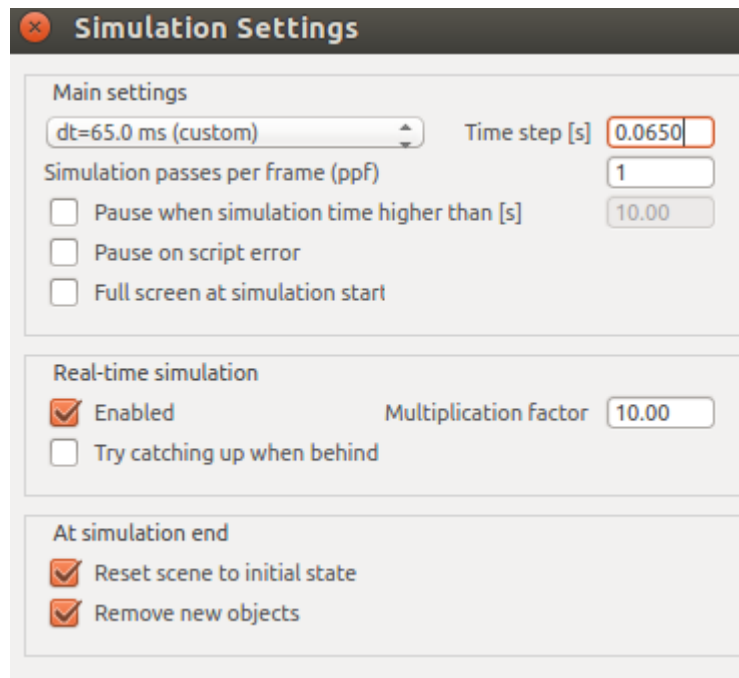 Simulation Settings
Main settings
dt=65.0 ms (custom) Time step [s] 0.0650
Simulation passes per frame (ppf) 1
Pause when simulation time higher than [s] 10.00
Pause on script error
Full screen at simulation start
Real-time simulation
Enabled Multiplication factor 10.00
Try catching up when behind
At simulation end
Reset scene to initial state
Remove new objects